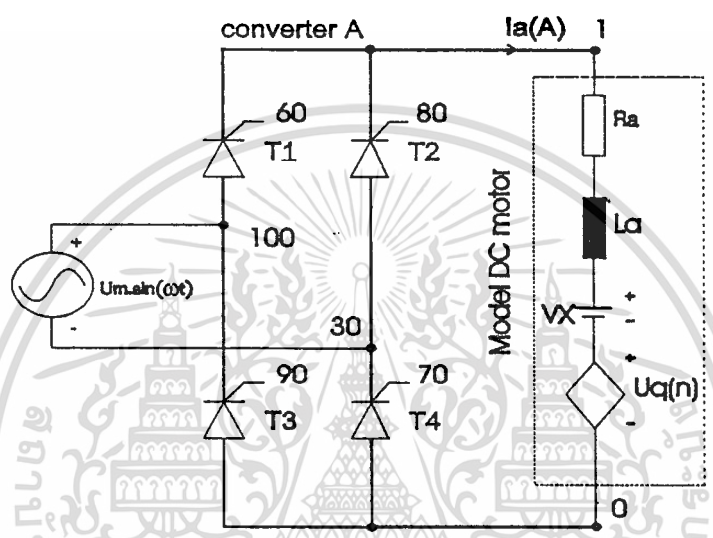 converter A
Ia(A)
1
60
80
T1
T2
Ra
La
100
Um.sin(ωt)
+
-
30
VX
+
-
+
Uq(n)
-
90
70
T3
T4
0
Model DC motor